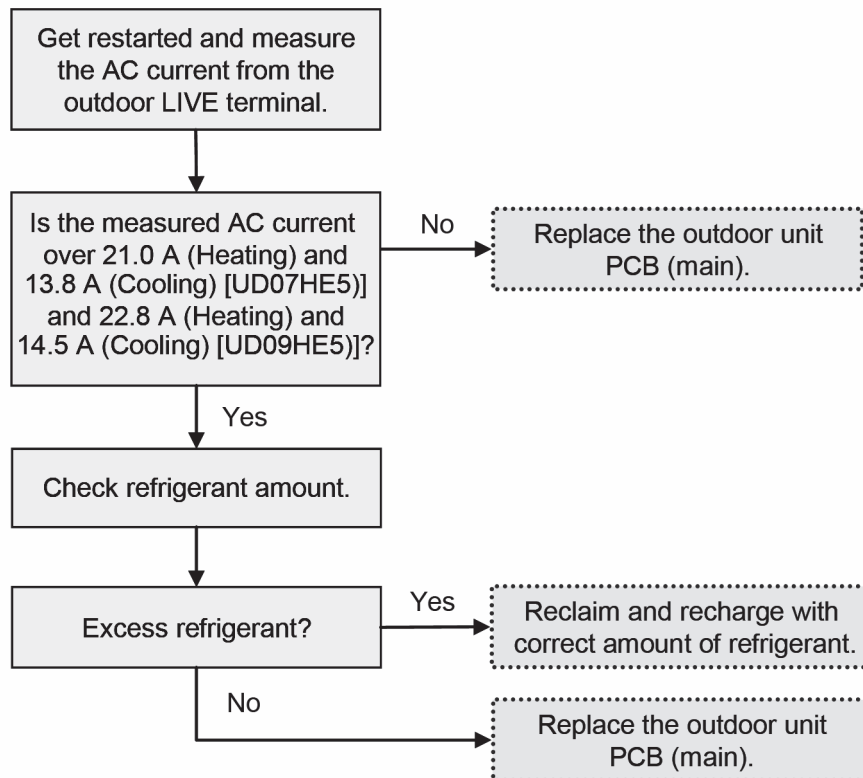 Get restarted and measure
the AC current from the
outdoor LIVE terminal.
Is the measured AC current
over 21.0 A (Heating) and
13.8 A (Cooling) [UD07HE5)]
and 22.8 A (Heating) and
14.5 A (Cooling) [UD09HE5)]?
No
Replace the outdoor unit
PCB (main).
Yes
Check refrigerant amount.
Excess refrigerant?
Yes
Reclaim and recharge with
correct amount of refrigerant.
No
Replace the outdoor unit
PCB (main).